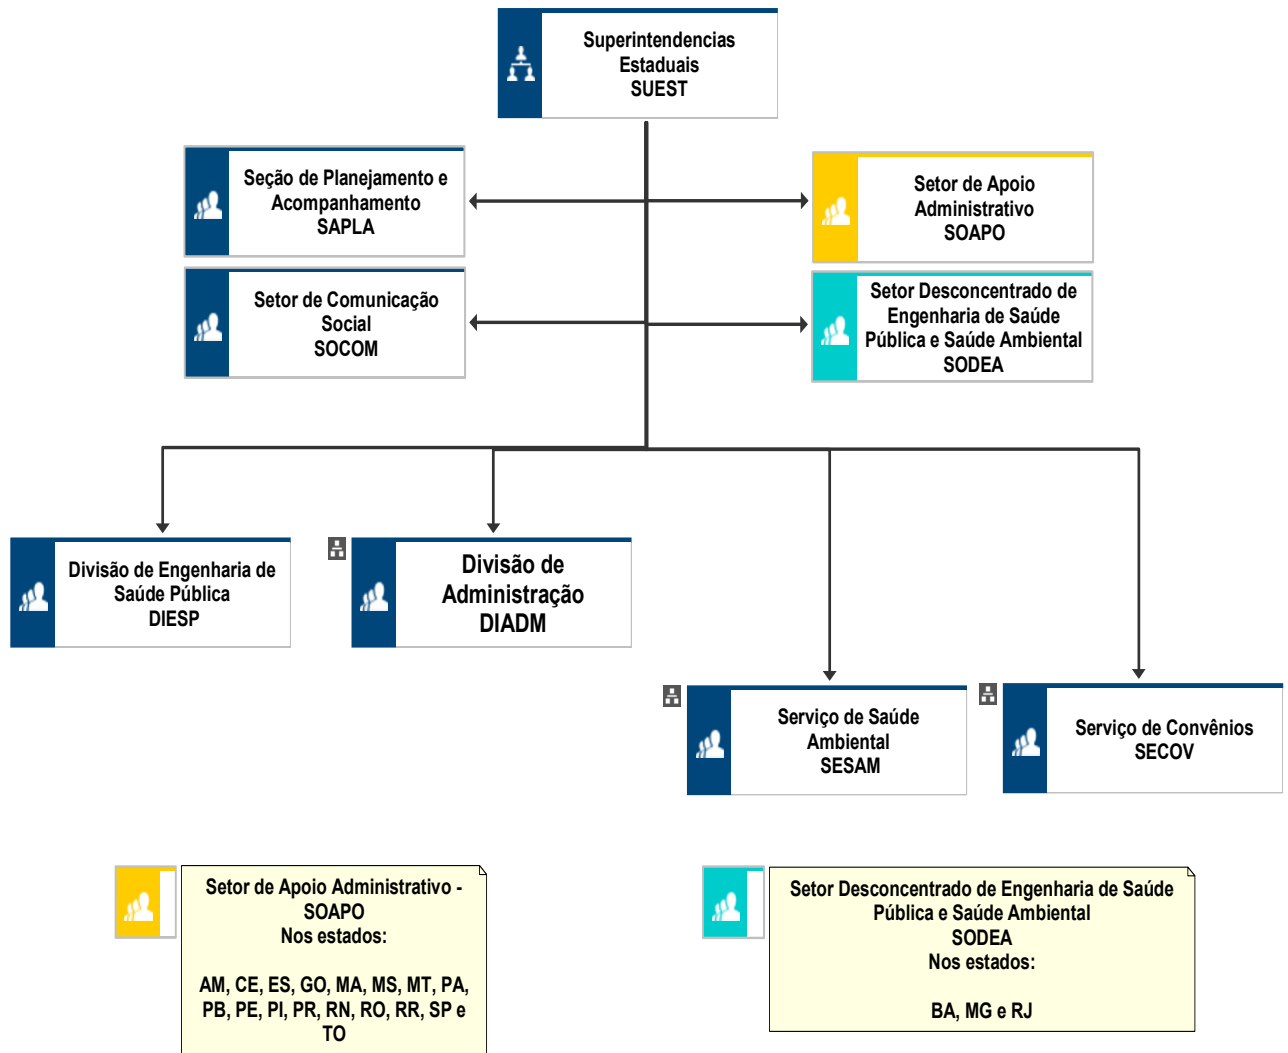 Superintendencias
Estaduais
SUEST
Seção de Planejamento e
Acompanhamento
SAPLA
Setor de Apoio
Administrativo
SOAPO
Setor de Comunicação
Social
SOCOM
Setor Desconcentrado de
Engenharia de Saúde
Pública e Saúde Ambiental
SODEA
Divisão de Engenharia de
Saúde Pública
DIESP
Divisão de
Administração
DIADM
Serviço de Saúde
Ambiental
SESAM
Serviço de Convênios
SECOV
Setor de Apoio Administrativo -
SOAPO
Nos estados:
AM, CE, ES, GO, MA, MS, MT, PA,
PB, PE, PI, PR, RN, RO, RR, SP e
TO
Setor Desconcentrado de Engenharia de Saúde
Pública e Saúde Ambiental
SODEA
Nos estados:
BA, MG e RJ